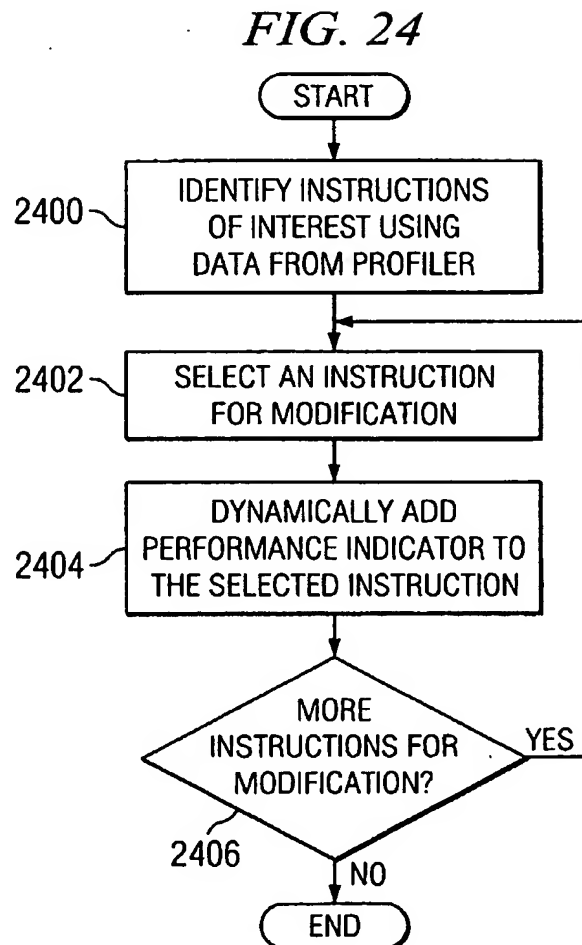 FIG. 24
START
2400
IDENTIFY INSTRUCTIONS
OF INTEREST USING
DATA FROM PROFILER
2402
SELECT AN INSTRUCTION
FOR MODIFICATION
2404
DYNAMICALLY ADD
PERFORMANCE INDICATOR TO
THE SELECTED INSTRUCTION
MORE
INSTRUCTIONS FOR
MODIFICATION?
YES
2406
NO
END